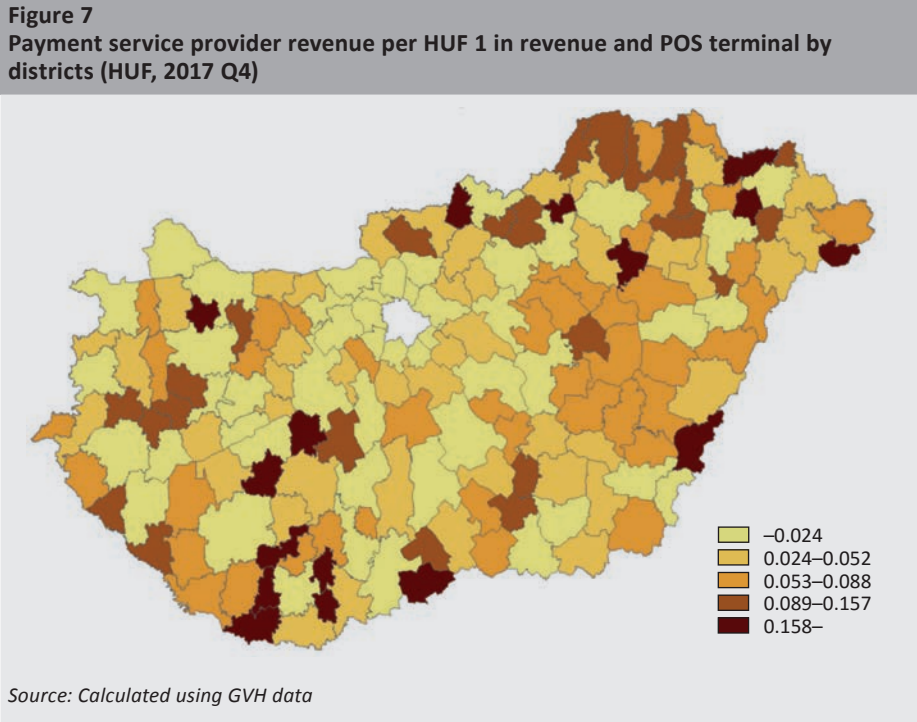 Figure 7
Payment service provider revenue per HUF 1 in revenue and POS terminal by
districts (HUF, 2017 Q4)
–0.024
0.024–0.052
0.053–0.088
0.089–0.157
0.158–
Source: Calculated using GVH data